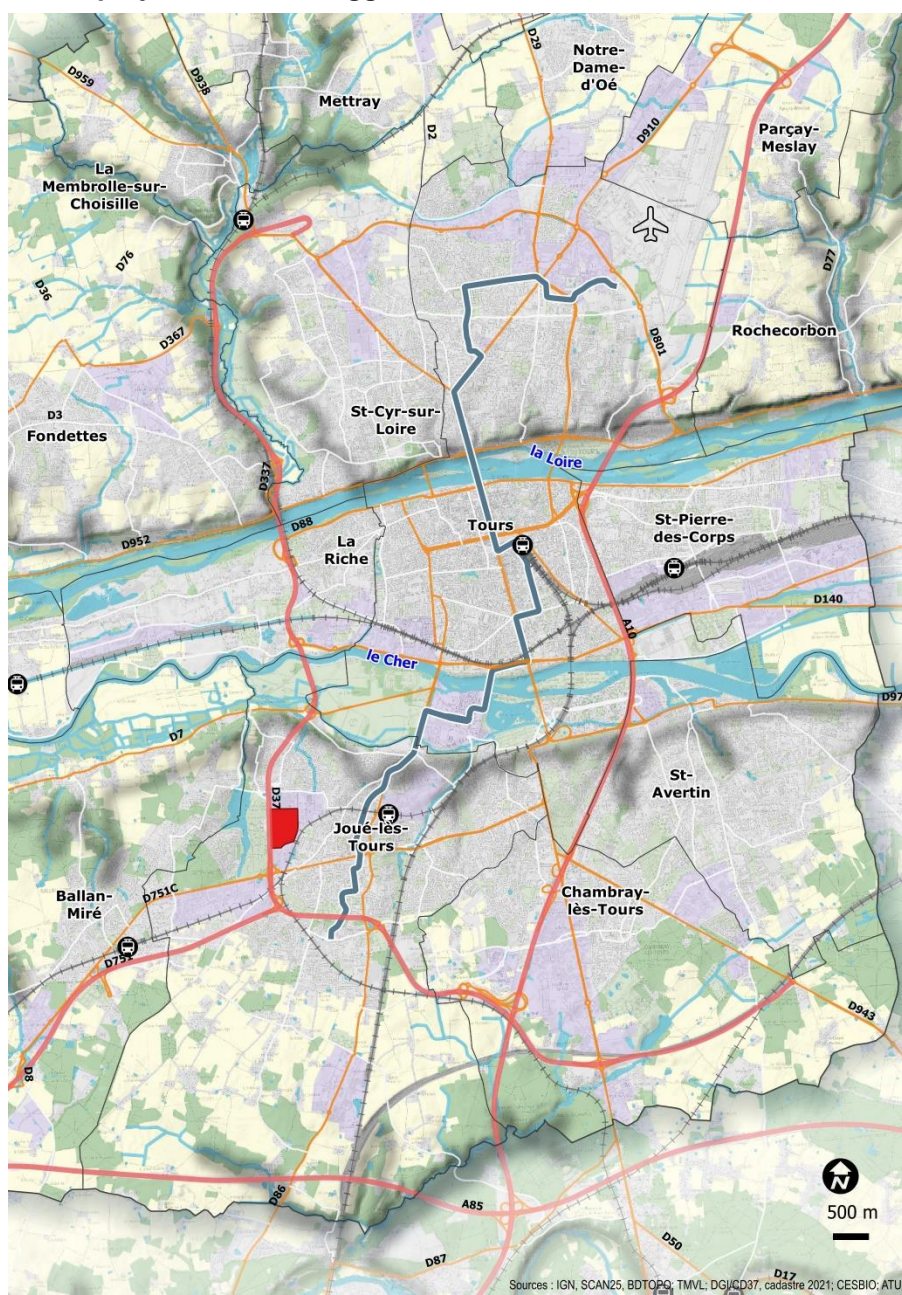 D29
Notre-
Dame-
d'Oé
D959
D938
Mettray
D2
D910
Parçay-
Meslay
La
Membrolle-sur-
Choisille
D76
D36
D77
D367
D801
Rochecorbon
D3
Fondettes
St-Cyr-sur-
Loire
la Loire
D337
D88
D952
Tours
St-Pierre-
des-Corps
La
Riche
D140
A10
le Cher
D97
D7
St-
Avertin
D37
Joué-lès-
Tours
Ballan-
Miré
D751C
Chambray-
lès-Tours
D751
D943
D8
N
500 m
D86
A85
D50
D87
D17
Sources : IGN, SCAN25, BDTOPO; TMVL; DGI/CD37, cadastre 2021; CESBIO; ATU